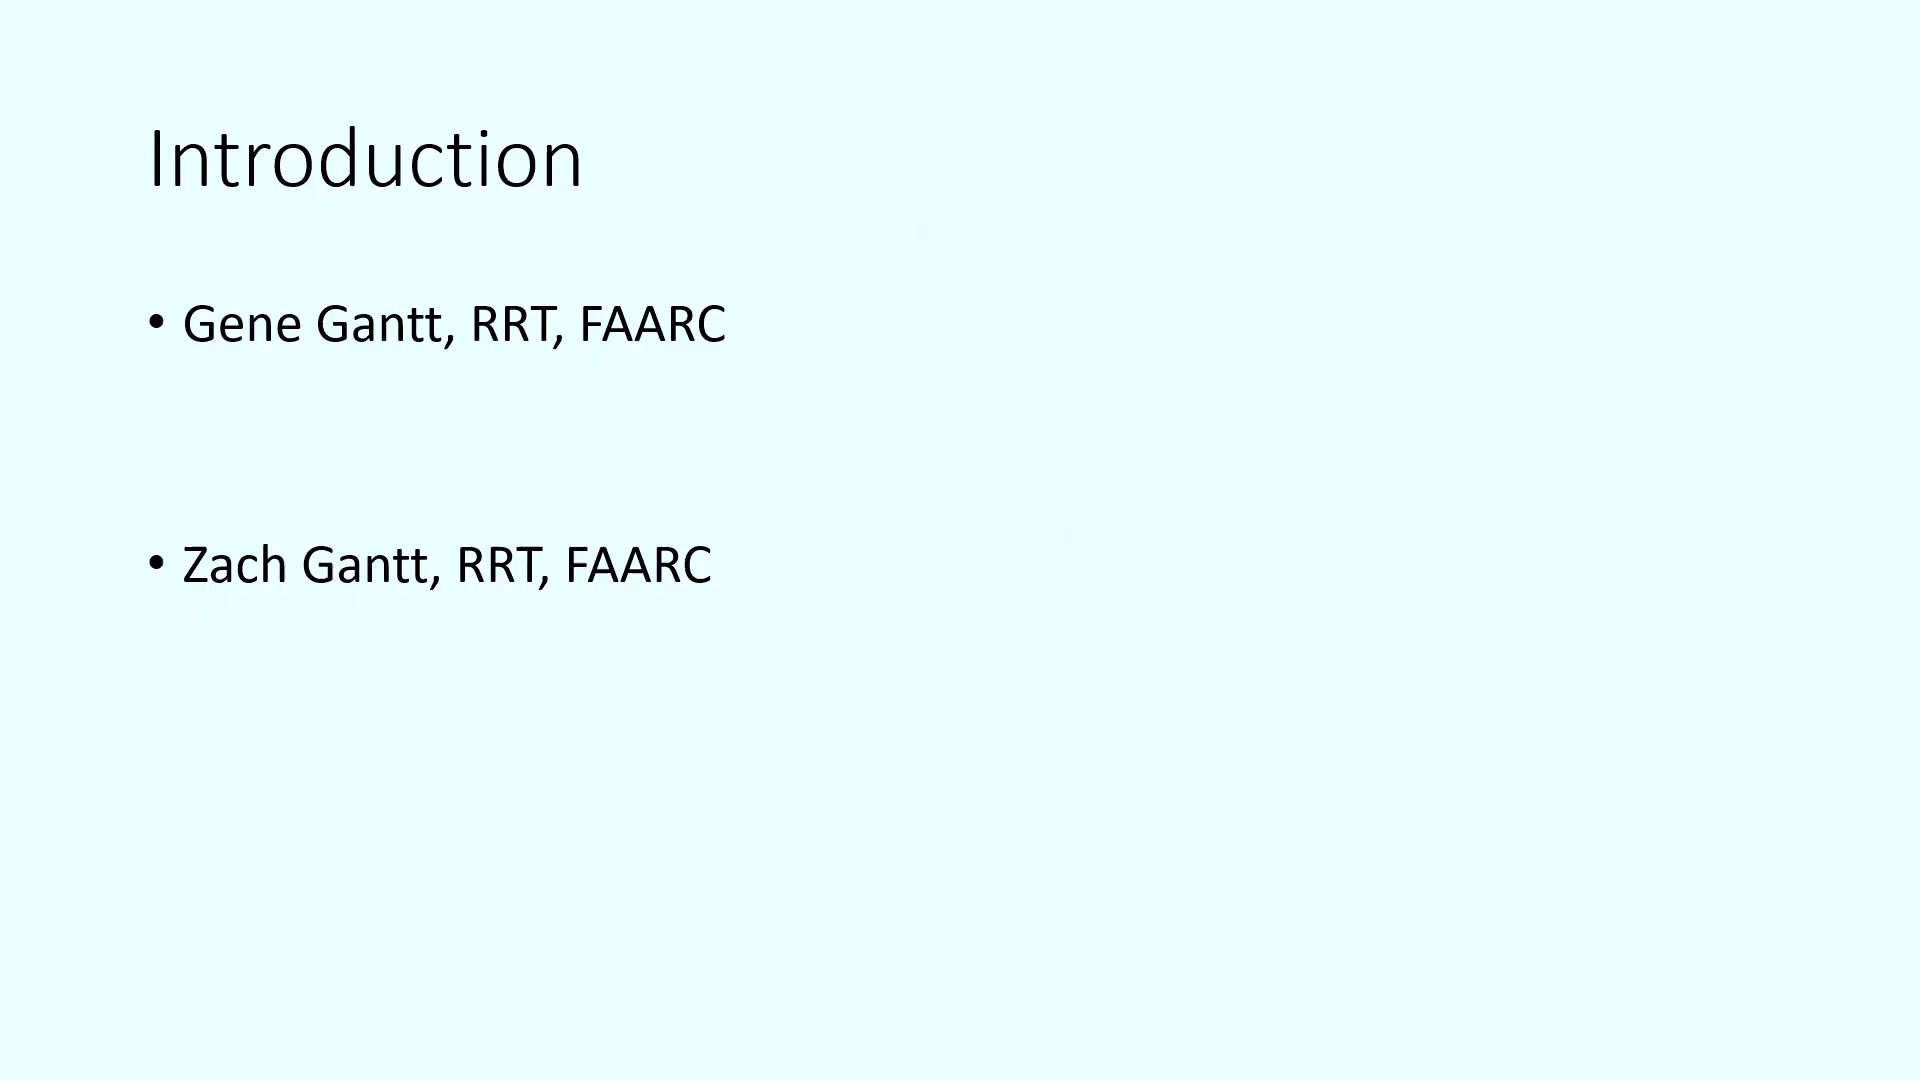 Introduction
• Gene Gantt, RRT, FAARC
• Zach Gantt, RRT, FAARC